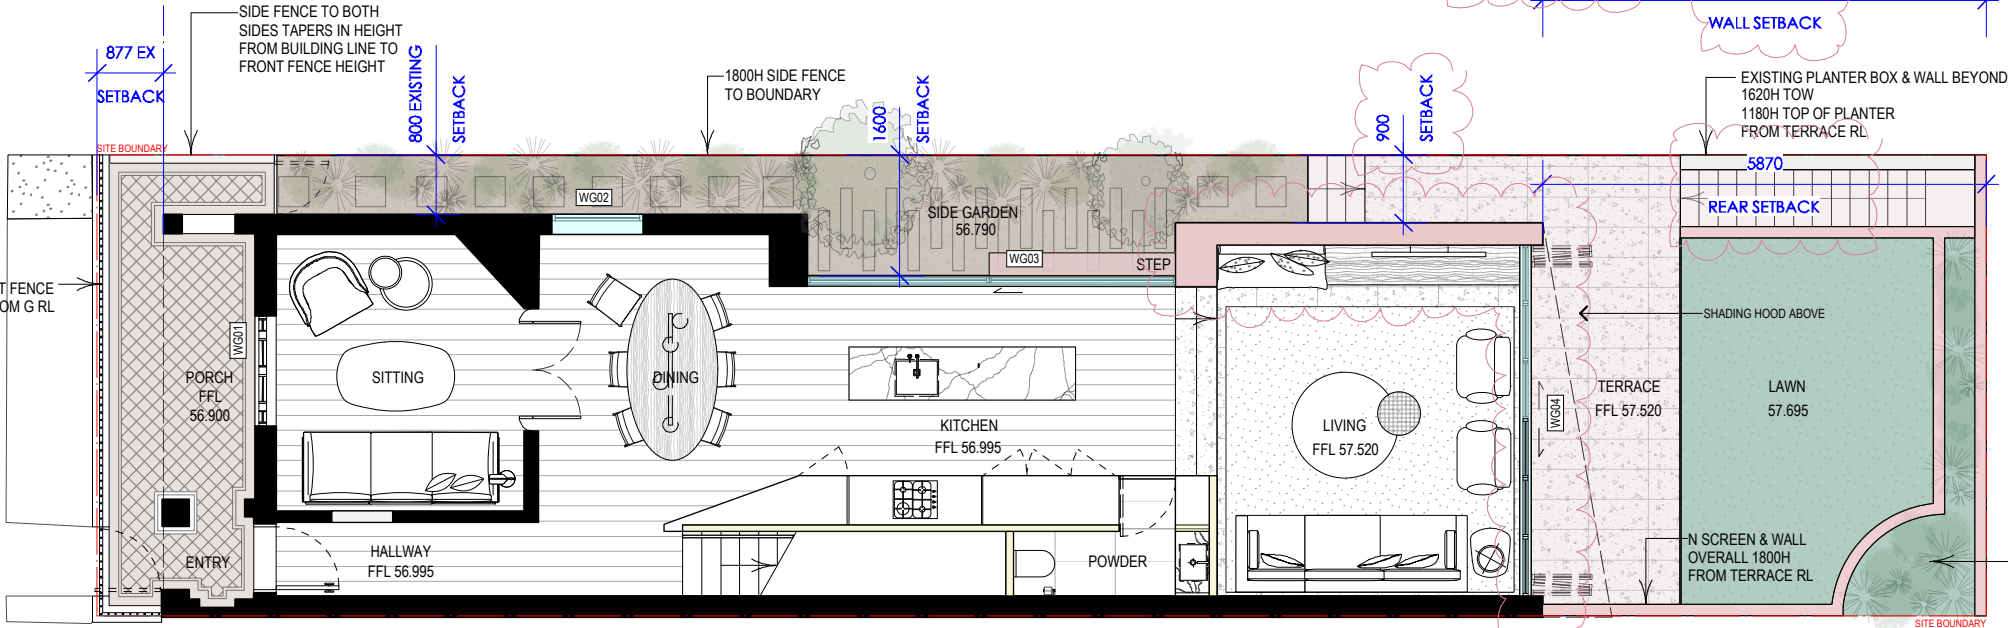 SIDE FENCE TO BOTH
SIDES TAPERS IN HEIGHT
FROM BUILDING LINE TO
FRONT FENCE HEIGHT
877 EX
SETBACK
800 EXISTING
SETBACK
1800H SIDE FENCE
TO BOUNDARY
1600
SETBACK
900
SETBACK
WALL SETBACK
EXISTING PLANTER BOX & WALL BEYOND
1620H TOW
1180H TOP OF PLANTER
FROM TERRACE RL
SITE BOUNDARY
5870
REAR SETBACK
WG02
SIDE GARDEN
56.790
WG03
STEP
T FENCE
OM G RL
WG01
SHADING HOOD ABOVE
PORCH
FFL
56.900
SITTING
DINING
KITCHEN
FFL 56.995
LIVING
FFL 57.520
WG04
TERRACE
FFL 57.520
LAWN
57.695
ENTRY
HALLWAY
FFL 56.995
POWDER
N SCREEN & WALL
OVERALL 1800H
FROM TERRACE RL
SITE BOUNDARY